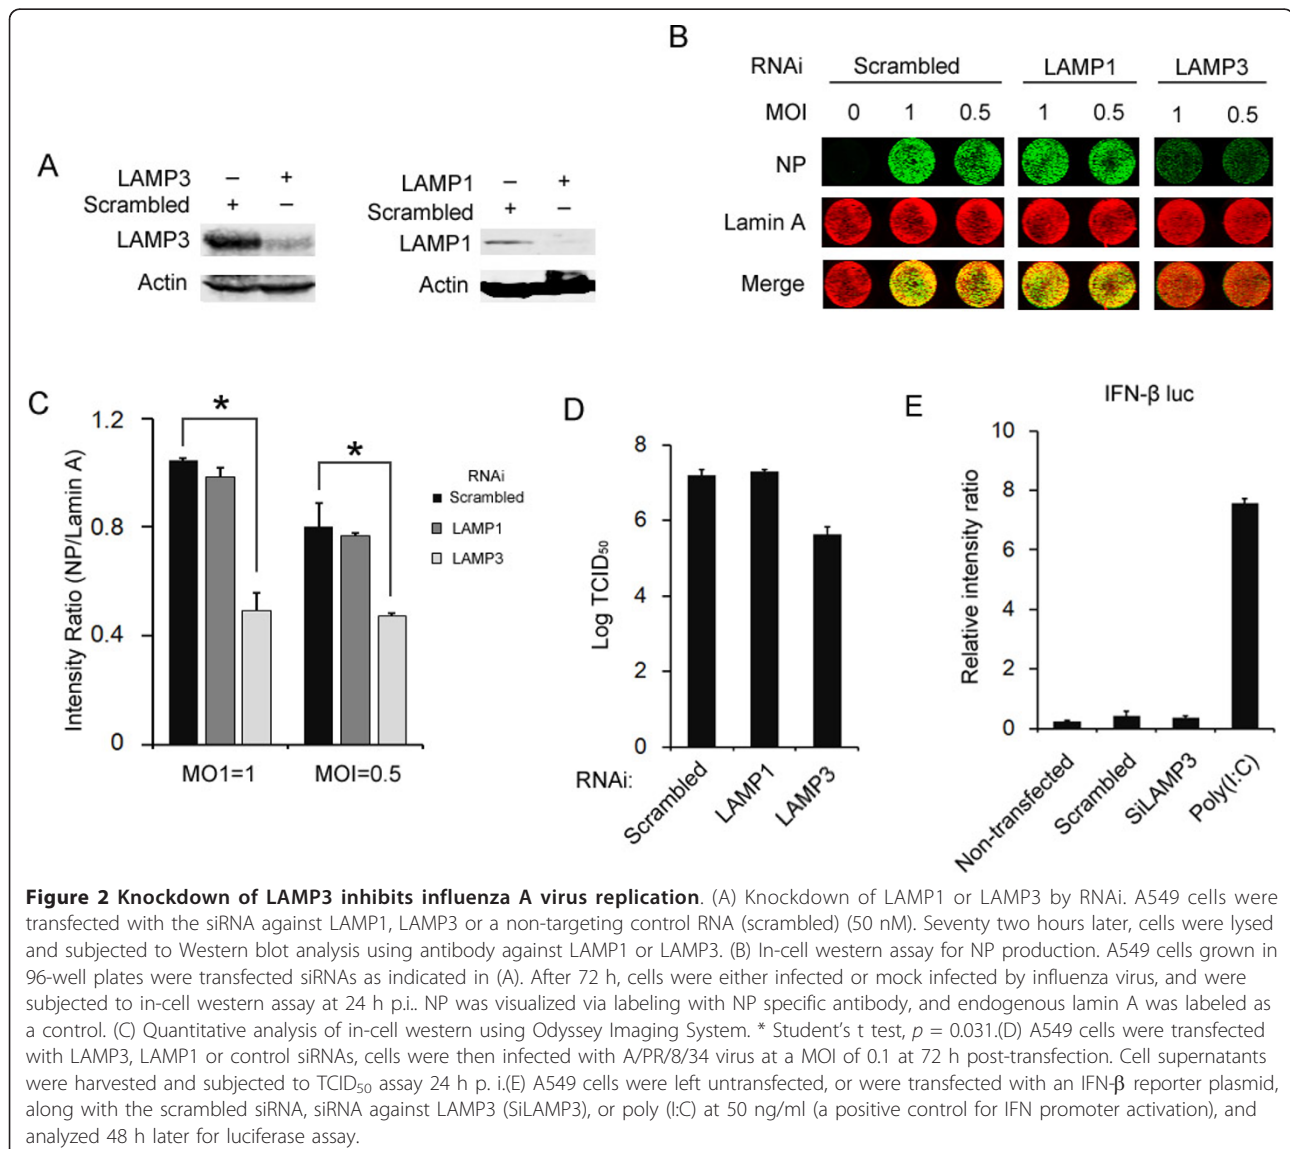 A
LAMP3 – +
Scrambled + –
LAMP3
Actin
LAMP1 – +
Scrambled + –
LAMP1
Actin
B
RNAi Scrambled LAMP1 LAMP3
MOI 0 1 0.5 1 0.5 1 0.5
NP
Lamin A
Merge
C
Intensity Ratio (NP/Lamin A)
1.2
0.8
0.4
0
*
*
MO1=1 MOI=0.5
RNAi
Scrambled
LAMP1
LAMP3
D
Log TCID50
8
6
4
2
0
RNAi:
Scrambled
LAMP1
LAMP3
E
IFN-β luc
Relative intensity ratio
10
8
6
4
2
0
Non-transfected
Scrambled
SiLAMP3
Poly(I:C)
Figure 2 Knockdown of LAMP3 inhibits influenza A virus replication. (A) Knockdown of LAMP1 or LAMP3 by RNAi. A549 cells were
transfected with the siRNA against LAMP1, LAMP3 or a non-targeting control RNA (scrambled) (50 nM). Seventy two hours later, cells were lysed
and subjected to Western blot analysis using antibody against LAMP1 or LAMP3. (B) In-cell western assay for NP production. A549 cells grown in
96-well plates were transfected siRNAs as indicated in (A). After 72 h, cells were either infected or mock infected by influenza virus, and were
subjected to in-cell western assay at 24 h p.i.. NP was visualized via labeling with NP specific antibody, and endogenous lamin A was labeled as
a control. (C) Quantitative analysis of in-cell western using Odyssey Imaging System. * Student's t test, p = 0.031.(D) A549 cells were transfected
with LAMP3, LAMP1 or control siRNAs, cells were then infected with A/PR/8/34 virus at a MOI of 0.1 at 72 h post-transfection. Cell supernatants
were harvested and subjected to TCID50 assay 24 h p. i.(E) A549 cells were left untransfected, or were transfected with an IFN-β reporter plasmid,
along with the scrambled siRNA, siRNA against LAMP3 (SiLAMP3), or poly (I:C) at 50 ng/ml (a positive control for IFN promoter activation), and
analyzed 48 h later for luciferase assay.